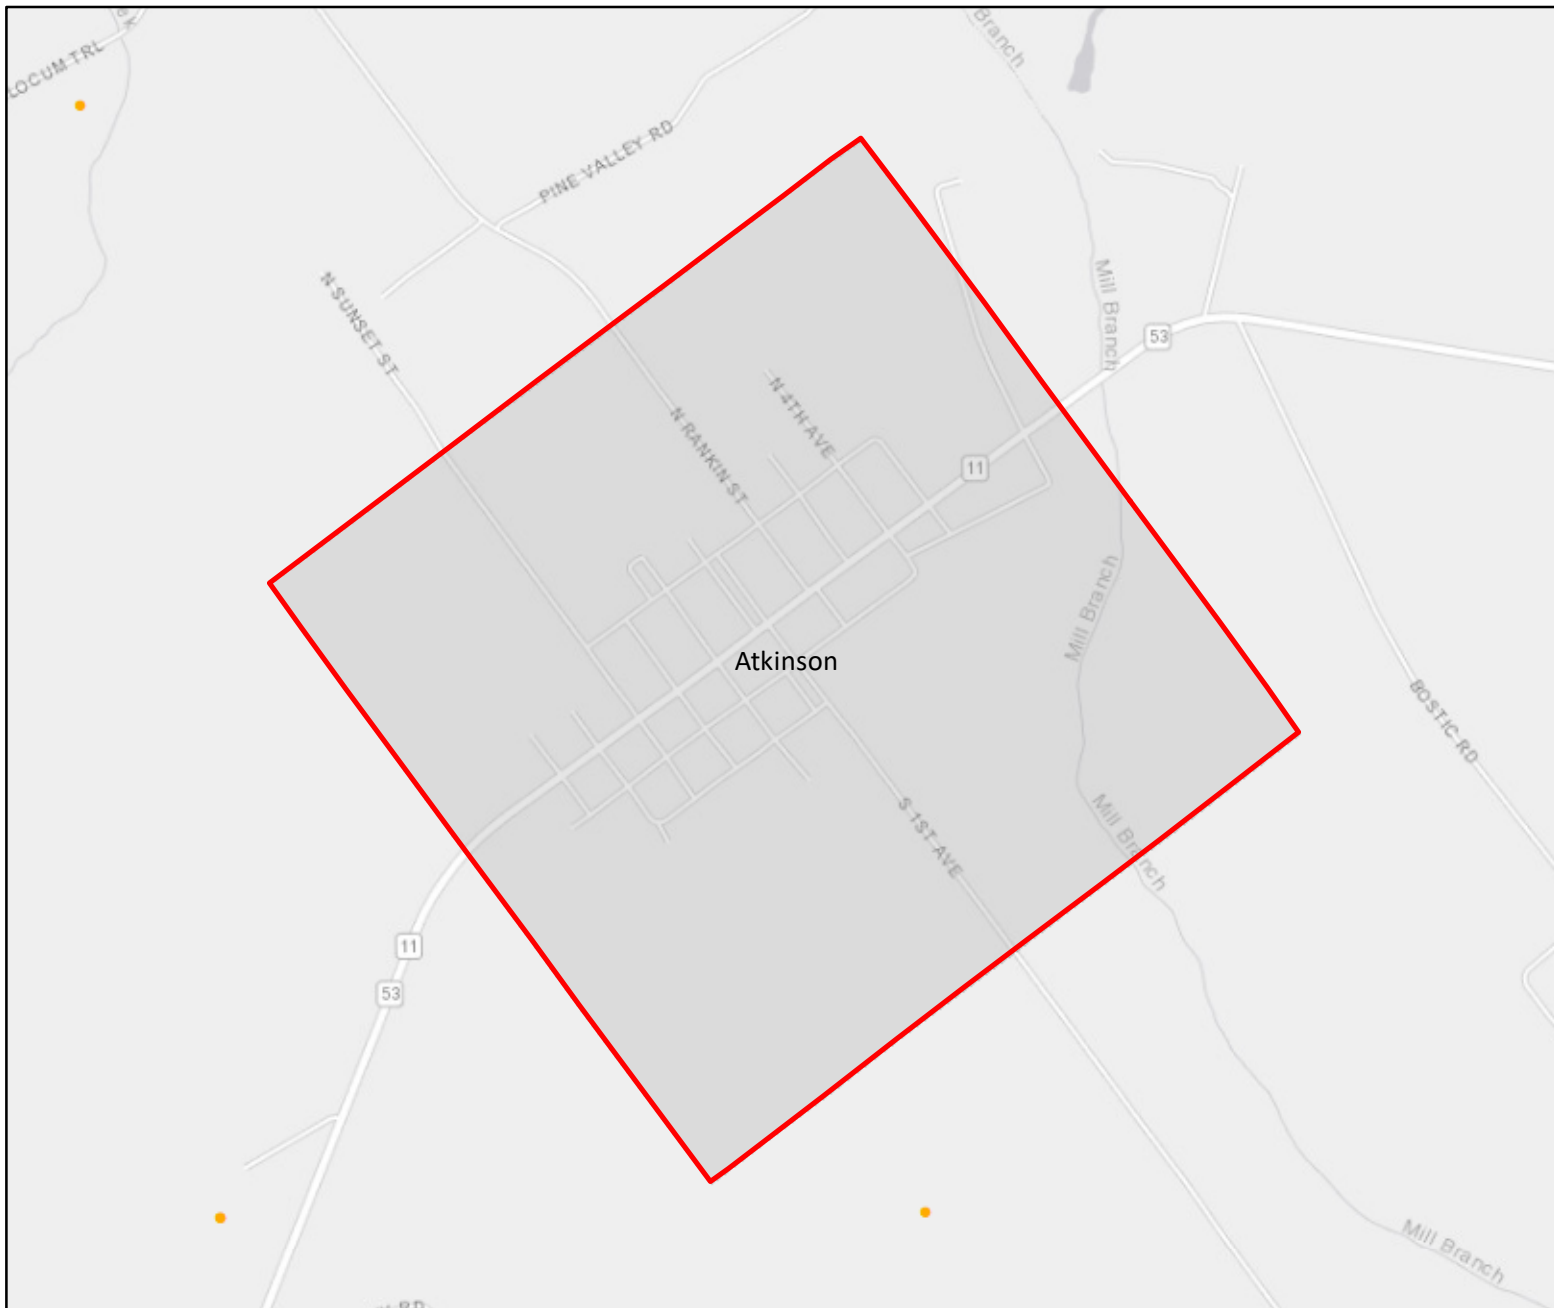 Branch
LOCUM TRL
PINE VALLEY RD
Mill Branch
N SUNSET ST
53
N 4TH AVE
N RANKIN ST
11
Mill Branch
Atkinson
BOSTIC RD
S 1ST AVE
Mill Branch
11
53
Mill Branch
RD